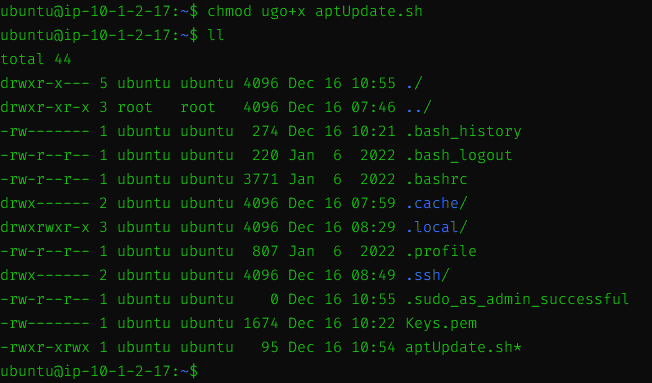 ubuntu@ip-10-1-2-17:~$ chmod ugo+x aptUpdate.sh
ubuntu@ip-10-1-2-17:~$ ll
total 44
drwxr-x--- 5 ubuntu ubuntu 4096 Dec 16 10:55 ./
drwxr-xr-x 3 root   root   4096 Dec 16 07:46 ../
-rw------- 1 ubuntu ubuntu  274 Dec 16 10:21 .bash_history
-rw-r--r-- 1 ubuntu ubuntu  220 Jan  6  2022 .bash_logout
-rw-r--r-- 1 ubuntu ubuntu 3771 Jan  6  2022 .bashrc
drwx------ 2 ubuntu ubuntu 4096 Dec 16 07:59 .cache/
drwxrwxr-x 3 ubuntu ubuntu 4096 Dec 16 08:29 .local/
-rw-r--r-- 1 ubuntu ubuntu  807 Jan  6  2022 .profile
drwx------ 2 ubuntu ubuntu 4096 Dec 16 08:49 .ssh/
-rw-r--r-- 1 ubuntu ubuntu    0 Dec 16 10:55 .sudo_as_admin_successful
-rw------- 1 ubuntu ubuntu 1674 Dec 16 10:22 Keys.pem
-rwxr-xrwx 1 ubuntu ubuntu   95 Dec 16 10:54 aptUpdate.sh*
ubuntu@ip-10-1-2-17:~$